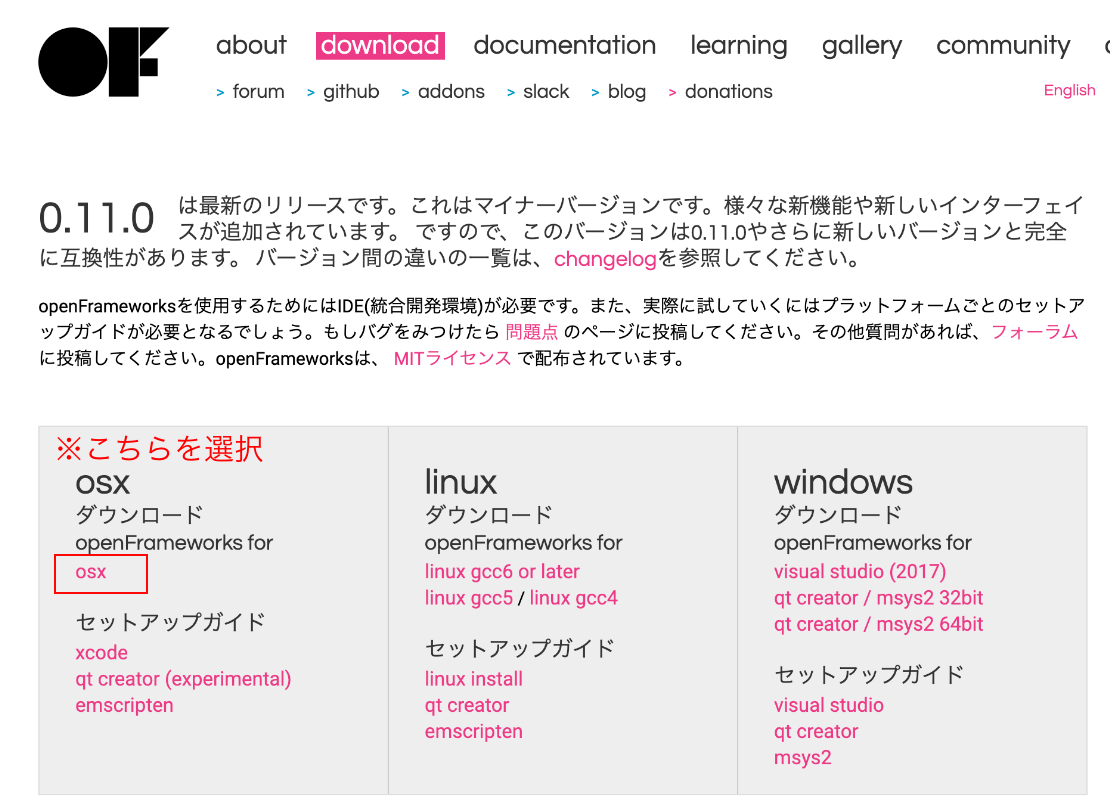 OF
about download documentation learning gallery community
> forum > github > addons > slack > blog > donations
English
0.11.0 は最新のリリースです。これはマイナーバージョンです。様々な新機能や新しいインターフェイ
スが追加されています。 ですので、このバージョンは0.11.0やさらに新しいバージョンと完全
に互換性があります。 バージョン間の違いの一覧は、changelogを参照してください。
openFrameworksを使用するためにはIDE(統合開発環境)が必要です。また、実際に試していくにはプラットフォームごとのセットア
ップガイドが必要となるでしょう。もしバグをみつけたら 問題点 のページに投稿してください。その他質問があれば、フォーラム
に投稿してください。openFrameworksは、 MITライセンス で配布されています。
※こちらを選択
osx
ダウンロード
openFrameworks for
osx
セットアップガイド
xcode
qt creator (experimental)
emscripten
linux
ダウンロード
openFrameworks for
linux gcc6 or later
linux gcc5 / linux gcc4
セットアップガイド
linux install
qt creator
emscripten
windows
ダウンロード
openFrameworks for
visual studio (2017)
qt creator / msys2 32bit
qt creator / msys2 64bit
セットアップガイド
visual studio
qt creator
msys2